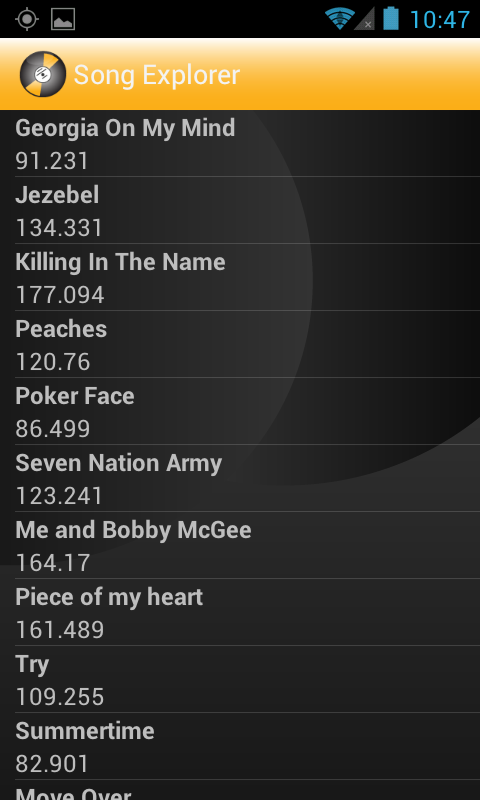 10:47
Song Explorer
Georgia On My Mind
91.231
Jezebel
134.331
Killing In The Name
177.094
Peaches
120.76
Poker Face
86.499
Seven Nation Army
123.241
Me and Bobby McGee
164.17
Piece of my heart
161.489
Try
109.255
Summertime
82.901
Move Over